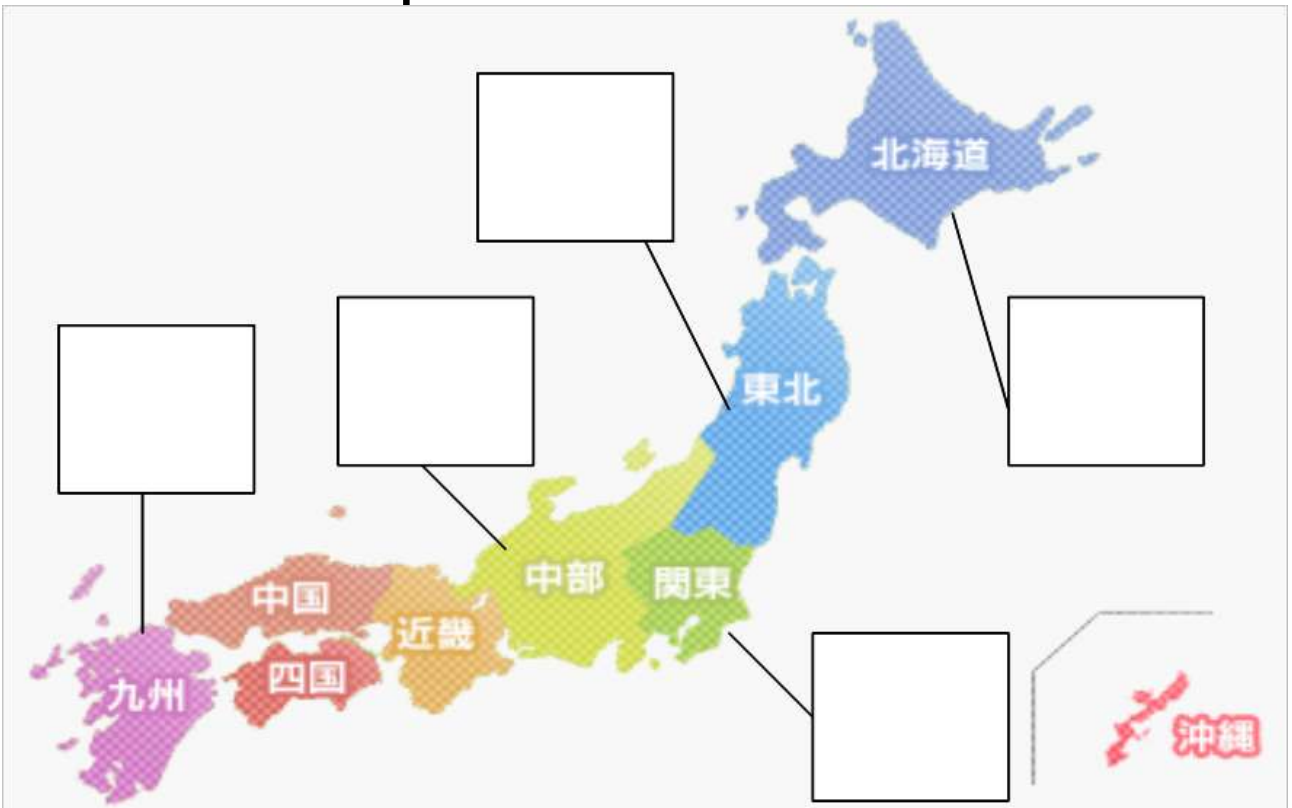 北海道
東北
中部
関東
中国
近畿
四国
九州
沖縄